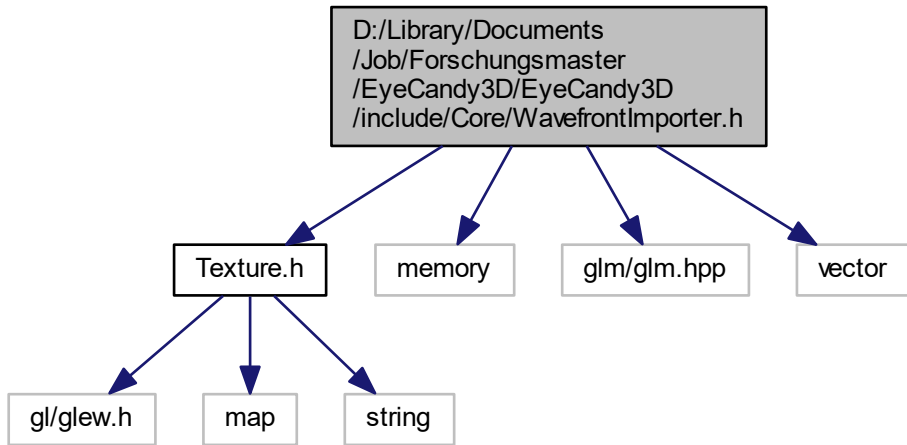 D:/Library/Documents
/Job/Forschungsmaster
/EyeCandy3D/EyeCandy3D
/include/Core/WavefrontImporter.h
Texture.h
memory
glm/glm.hpp
vector
gl/glew.h
map
string